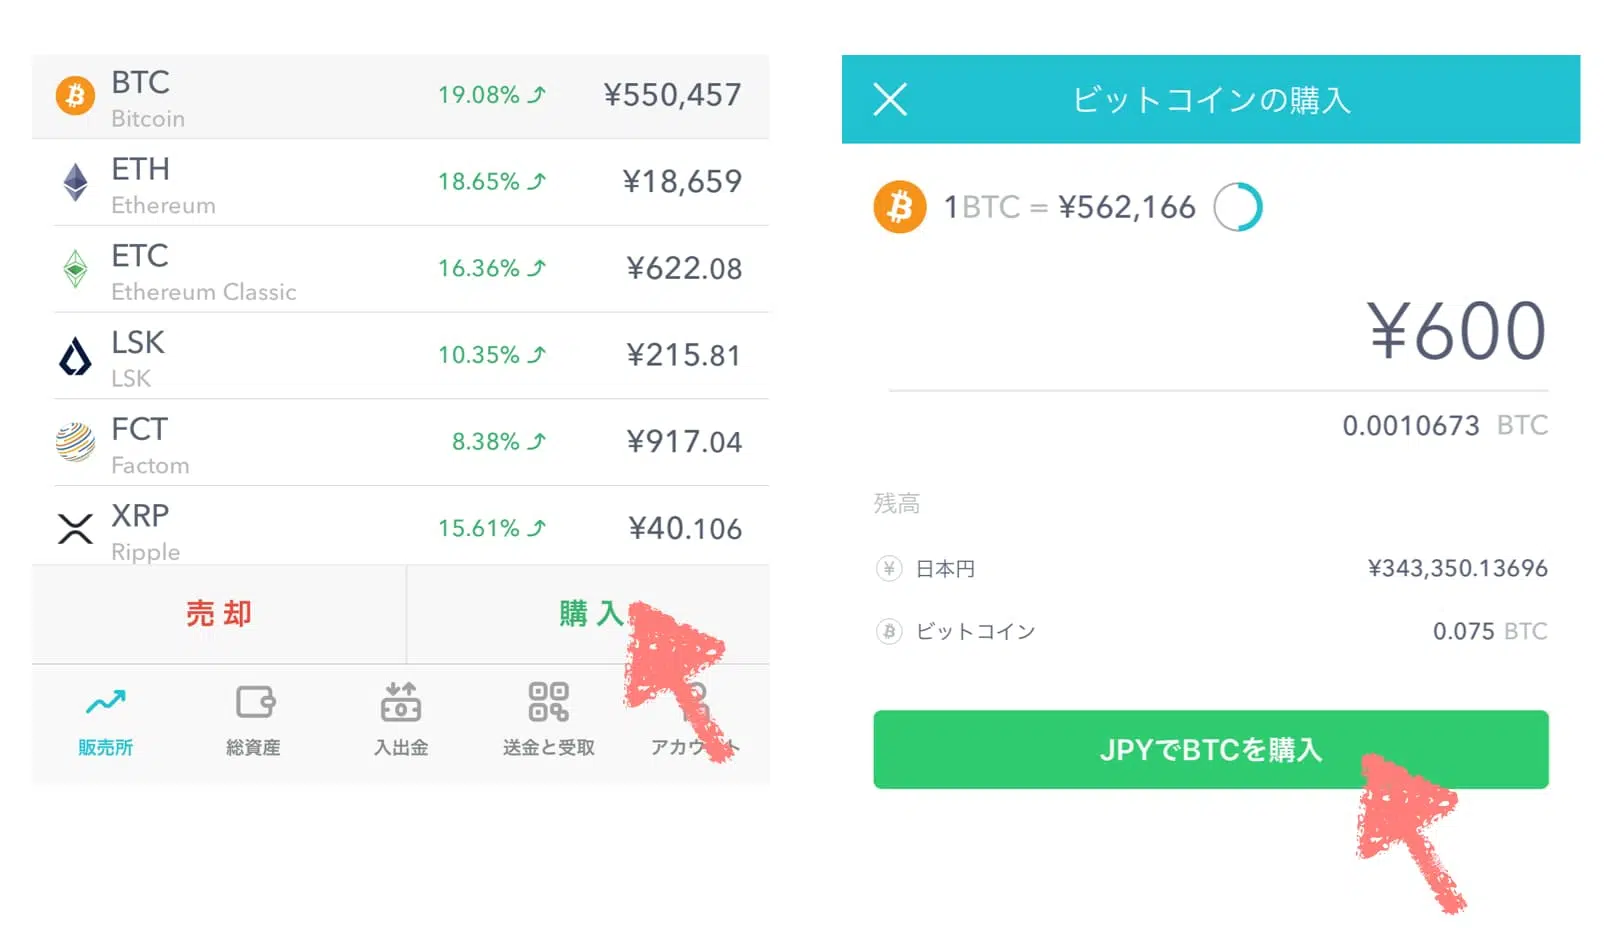 BTC 19.08% ¥550,457
Bitcoin
ETH 18.65% ¥18,659
Ethereum
ETC 16.36% ¥622.08
Ethereum Classic
LSK 10.35% ¥215.81
LSK
FCT 8.38% ¥917.04
Factom
XRP 15.61% ¥40.106
Ripple
売却 購入
販売所 総資産 入出金 送金と受取 アカウント
ビットコインの購入
1BTC = ¥562,166
¥600
0.0010673 BTC
残高
日本円 ¥343,350.13696
ビットコイン 0.075 BTC
JPYでBTCを購入